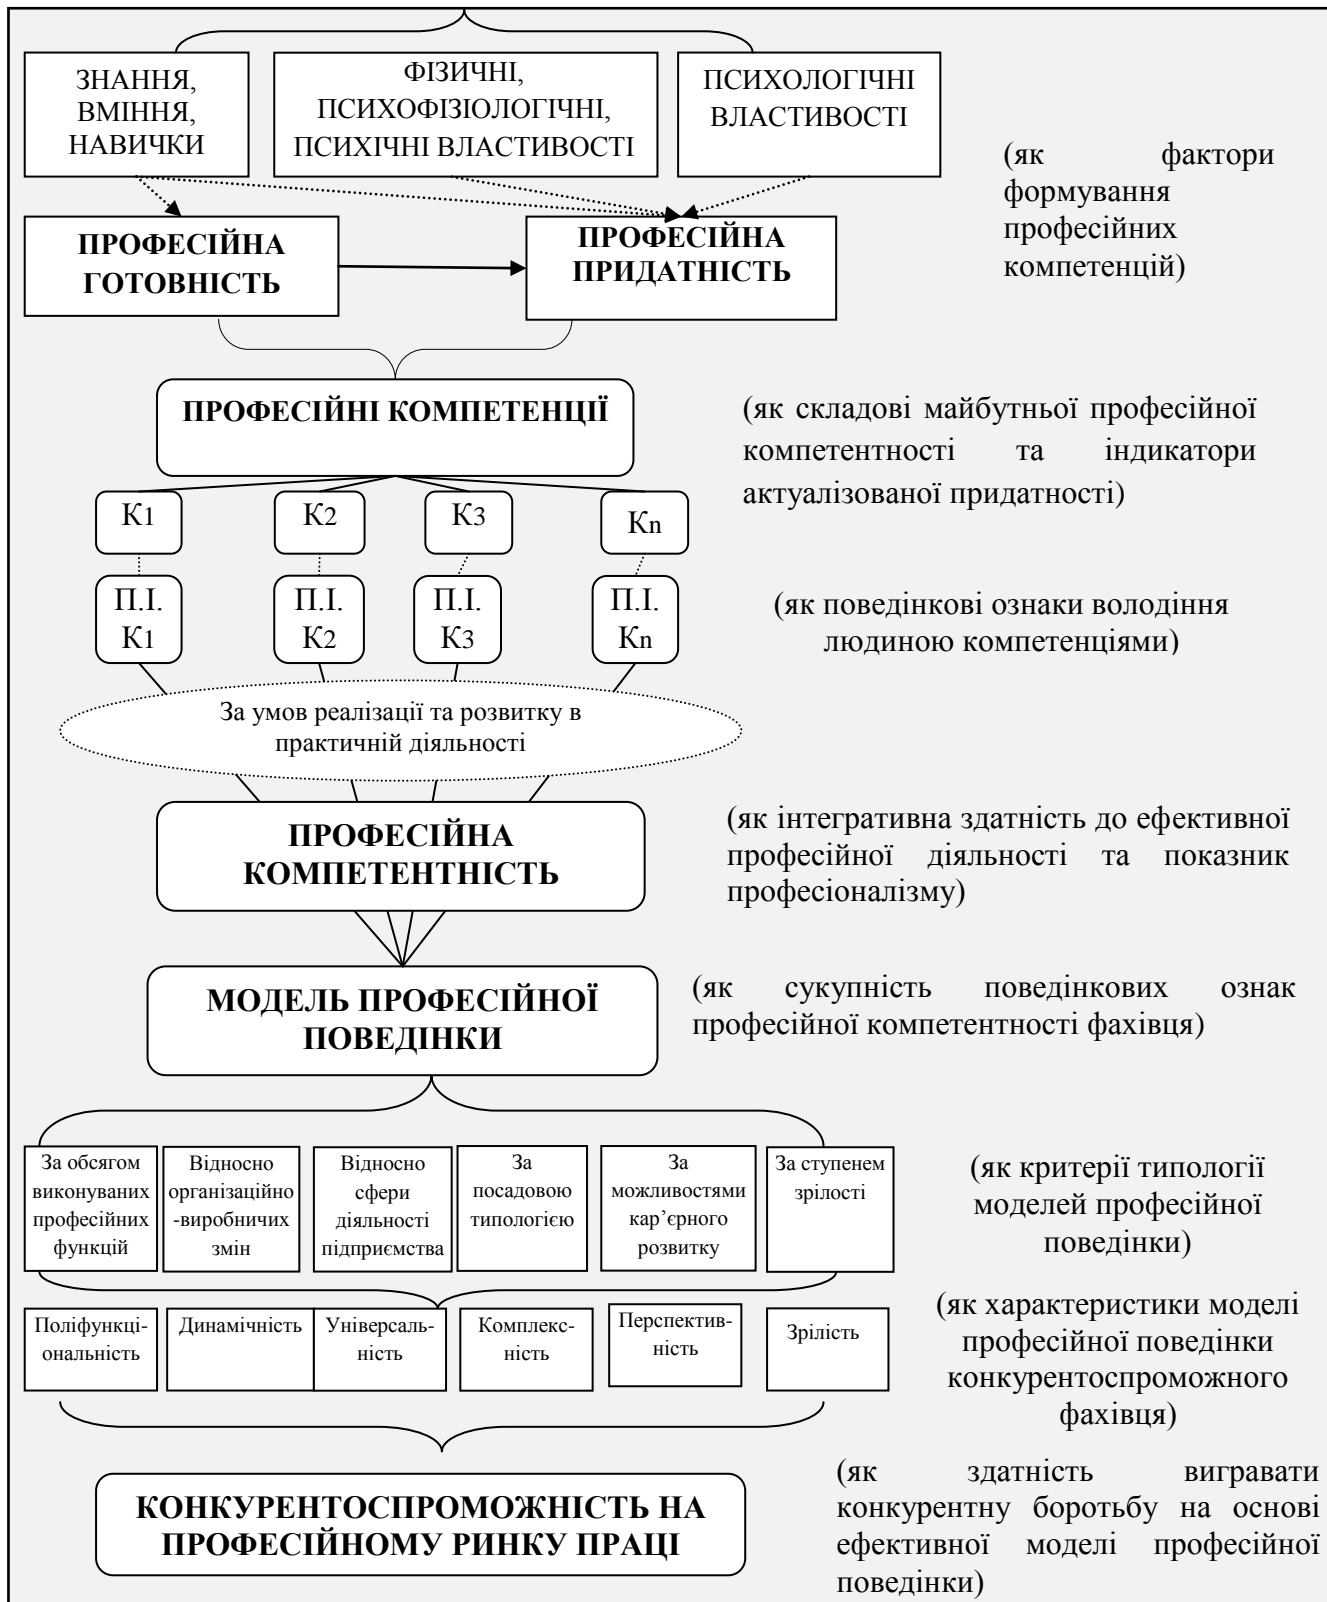 ЗНАННЯ,
ВМІННЯ,
НАВИЧКИ
ФІЗИЧНІ,
ПСИХОФІЗІОЛОГІЧНІ,
ПСИХІЧНІ ВЛАСТИВОСТІ
ПСИХОЛОГІЧНІ
ВЛАСТИВОСТІ
(як фактори
формування
професійних
компетенцій)
ПРОФЕСІЙНА
ГОТОВНІСТЬ
ПРОФЕСІЙНА
ПРИДАТНІСТЬ
ПРОФЕСІЙНІ КОМПЕТЕНЦІЇ
(як складові майбутньої професійної
компетентності та індикатори
актуалізованої придатності)
К1
К2
К3
Кn
П.І.
К1
П.І.
К2
П.І.
К3
П.І.
Кn
(як поведінкові ознаки володіння
людиною компетенціями)
За умов реалізації та розвитку в
практичній діяльності
ПРОФЕСІЙНА
КОМПЕТЕНТНІСТЬ
(як інтегративна здатність до ефективної
професійної діяльності та показник
професіоналізму)
МОДЕЛЬ ПРОФЕСІЙНОЇ
ПОВЕДІНКИ
(як сукупність поведінкових ознак
професійної компетентності фахівця)
За обсягом
виконуваних
професійних
функцій
Відносно
організаційно
-виробничих
змін
Відносно
сфери
діяльності
підприємства
За
посадовою
типологією
За
можливостями
кар’єрного
розвитку
За ступенем
зрілості
(як критерії типології
моделей професійної
поведінки)
Поліфункці-
ональність
Динамічність
Універсаль-
ність
Комплекс-
ність
Перспектив-
ність
Зрілість
(як характеристики моделі
професійної поведінки
конкурентоспроможного
фахівця)
КОНКУРЕНТОСПРОМОЖНІСТЬ НА
ПРОФЕСІЙНОМУ РИНКУ ПРАЦІ
(як здатність вигравати
конкурентну боротьбу на основі
ефективної моделі професійної
поведінки)